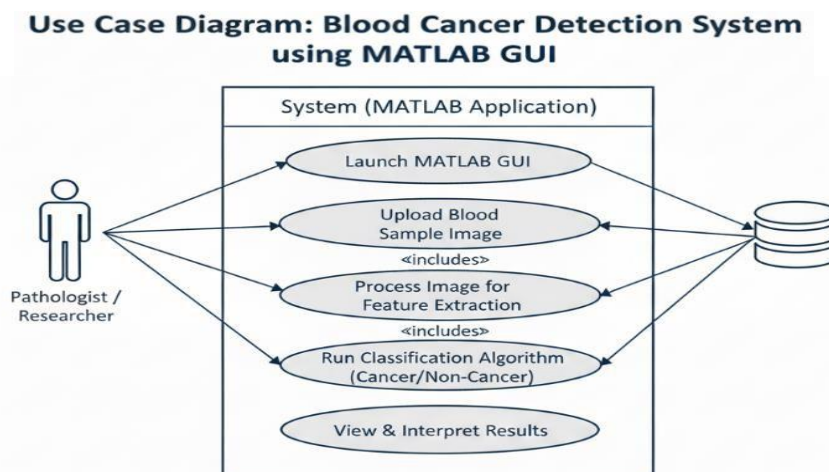 Use Case Diagram: Blood Cancer Detection System
using MATLAB GUI
System (MATLAB Application)
Launch MATLAB GUI
Upload Blood
Sample Image
«includes»
Process Image for
Feature Extraction
«includes»
Run Classification Algorithm
(Cancer/Non-Cancer)
View & Interpret Results
Pathologist /
Researcher